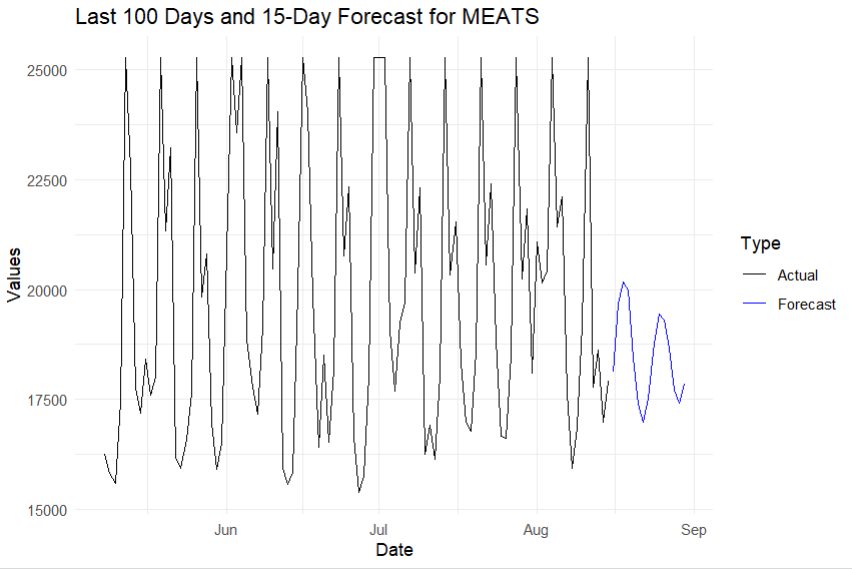 Last 100 Days and 15-Day Forecast for MEATS
25000
22500
20000
17500
15000
Values
Jun
Jul
Aug
Sep
Date
Type
Actual
Forecast